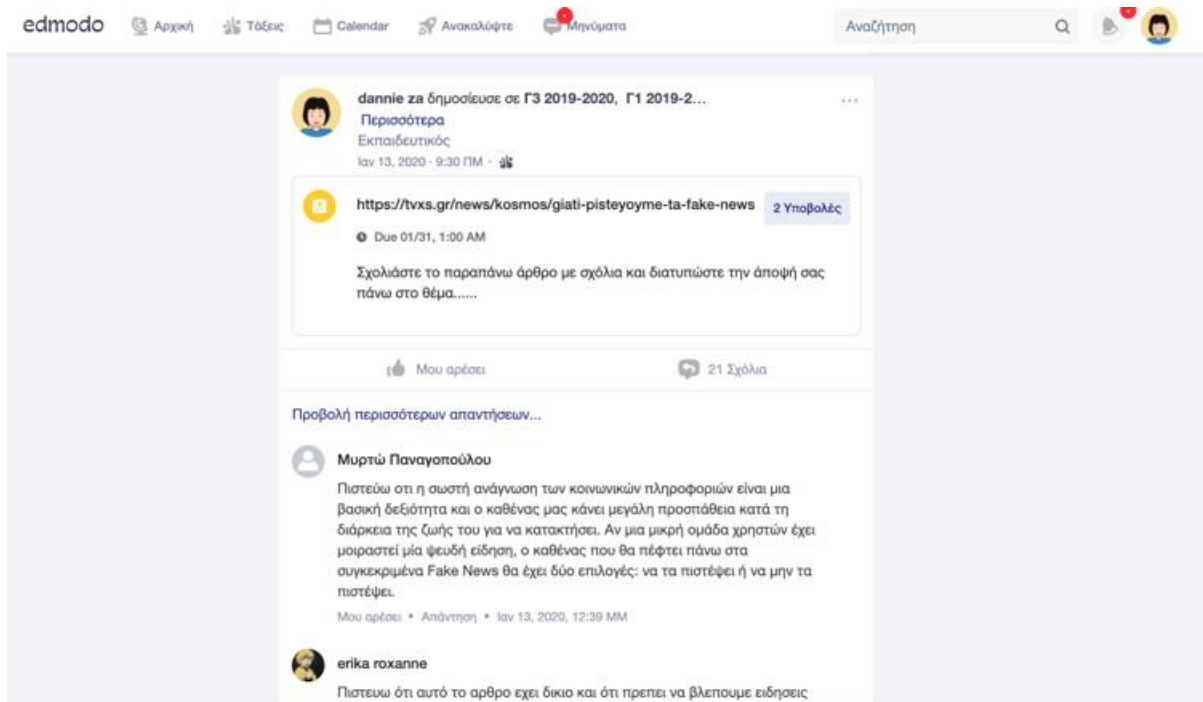 edmodo Αρχική Τάξεις Calendar Ανακαλύψτε Μηνύματα Αναζήτηση
dannie za δημοσίευσε σε Γ3 2019-2020, Γ1 2019-2...
Περισσότερα
Εκπαιδευτικός
Ιαν 13, 2020 · 9:30 ΠΜ ·
https://tvxs.gr/news/kosmos/giati-pisteyoyme-ta-fake-news 2 Υποβολές
Due 01/31, 1:00 AM
Σχολιάστε το παραπάνω άρθρο με σχόλια και διατυπώστε την άποψή σας
πάνω στο θέμα......
Μου αρέσει 21 Σχόλια
Προβολή περισσότερων απαντήσεων...
Μυρτώ Παναγοπούλου
Πιστεύω οτι η σωστή ανάγνωση των κοινωνικών πληροφοριών είναι μια
βασική δεξιότητα και ο καθένας μας κάνει μεγάλη προσπάθεια κατά τη
διάρκεια της ζωής του για να κατακτήσει. Αν μια μικρή ομάδα χρηστών έχει
μοιραστεί μία ψευδή είδηση, ο καθένας που θα πέφτει πάνω στα
συγκεκριμένα Fake News θα έχει δύο επιλογές: να τα πιστέψει ή να μην τα
πιστέψει.
Μου αρέσει • Απάντηση • Ιαν 13, 2020, 12:39 ΜΜ
erika roxanne
Πιστευω ότι αυτό το αρθρο εχει δικιο και ότι πρεπει να βλεπουμε ειδησεις